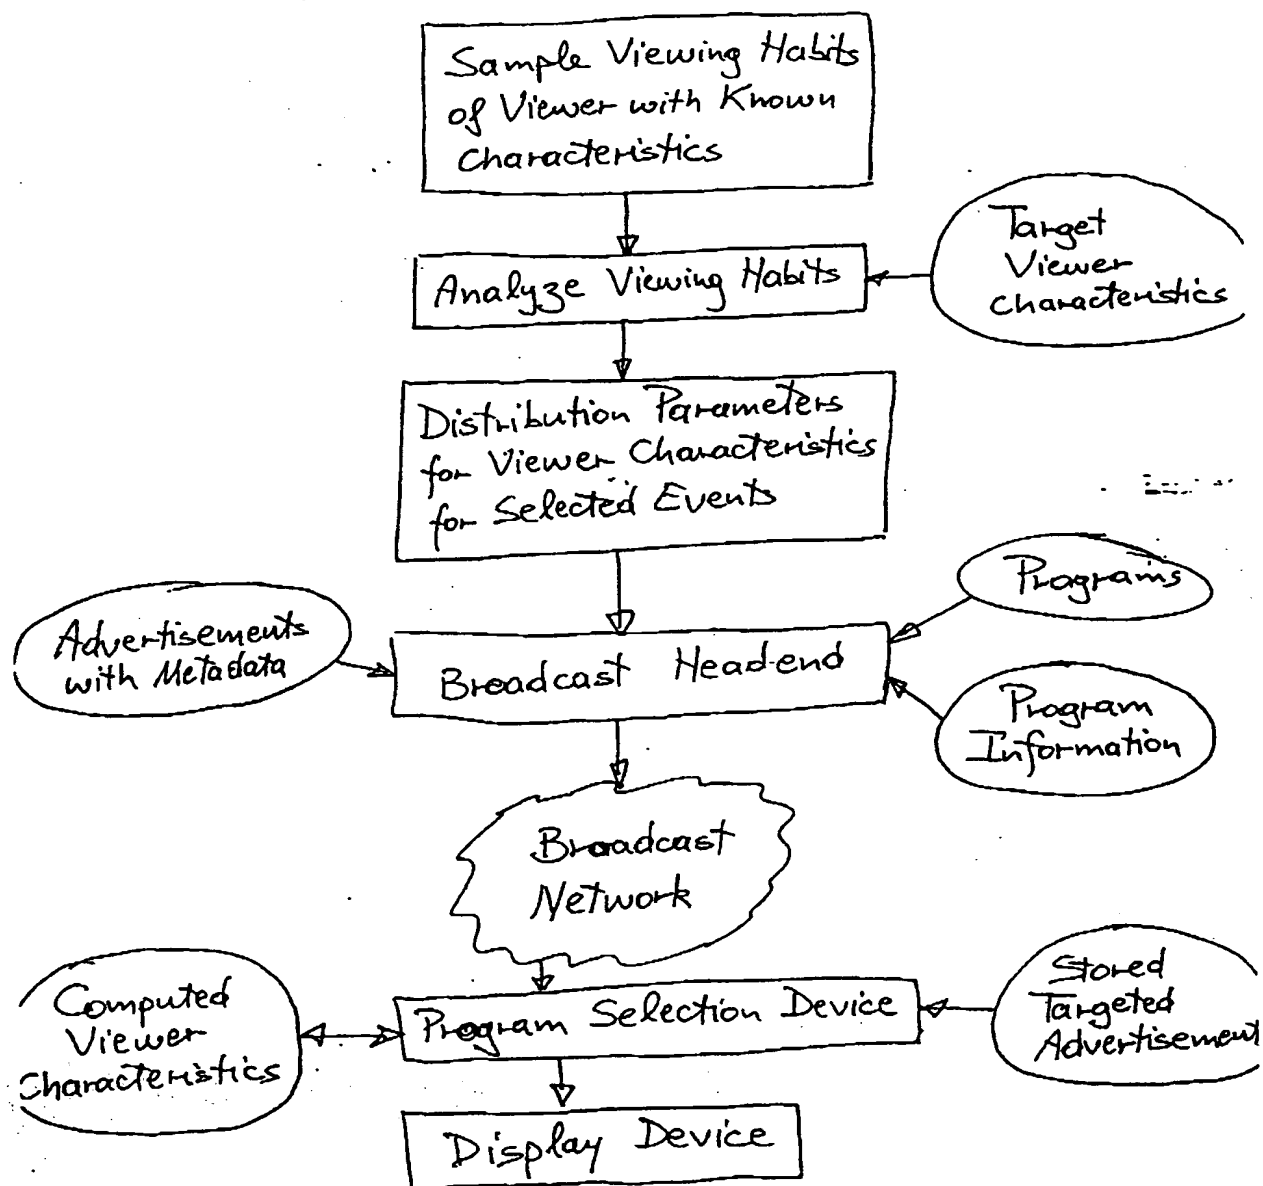 Sample Viewing Habits
of Viewer with Known
Characteristics
Target
Viewer
Characteristics
Analyze Viewing Habits
Distribution Parameters
for Viewer Characteristics
for Selected Events
Programs
Advertisements
with Metadata
Broadcast Head-end
Program
Information
Broadcast
Network
Computed
Viewer
Characteristics
Program Selection Device
Stored
Targeted
Advertisement
Display Device